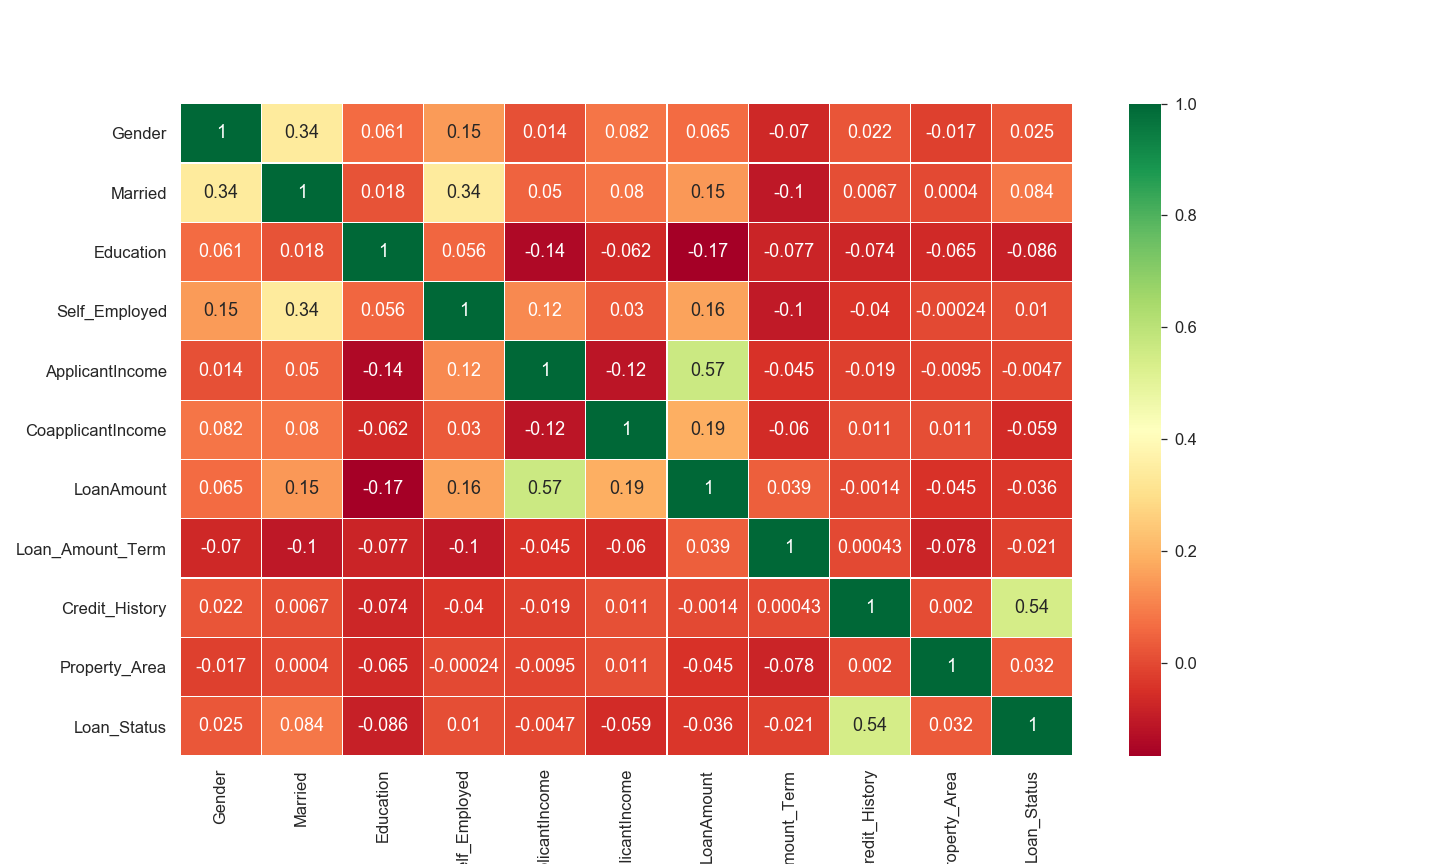 Gender 1 0.34 0.061 0.15 0.014 0.082 0.065 -0.07 0.022 -0.017 0.025
Married 0.34 1 0.018 0.34 0.05 0.08 0.15 -0.1 0.0067 0.0004 0.084
Education 0.061 0.018 1 0.056 -0.14 -0.062 -0.17 -0.077 -0.074 -0.065 -0.086
Self_Employed 0.15 0.34 0.056 1 0.12 0.03 0.16 -0.1 -0.04 -0.00024 0.01
ApplicantIncome 0.014 0.05 -0.14 0.12 1 -0.12 0.57 -0.045 -0.019 -0.0095 -0.0047
CoapplicantIncome 0.082 0.08 -0.062 0.03 -0.12 1 0.19 -0.06 0.011 0.011 -0.059
LoanAmount 0.065 0.15 -0.17 0.16 0.57 0.19 1 0.039 -0.0014 -0.045 -0.036
Loan_Amount_Term -0.07 -0.1 -0.077 -0.1 -0.045 -0.06 0.039 1 0.00043 -0.078 -0.021
Credit_History 0.022 0.0067 -0.074 -0.04 -0.019 0.011 -0.0014 0.00043 1 0.002 0.54
Property_Area -0.017 0.0004 -0.065 -0.00024 -0.0095 0.011 -0.045 -0.078 0.002 1 0.032
Loan_Status 0.025 0.084 -0.086 0.01 -0.0047 -0.059 -0.036 -0.021 0.54 0.032 1
Gender
Married
Education
elf_Employed
plicantIncome
plicantIncome
LoanAmount
mount_Term
redit_History
roperty_Area
Loan_Status
1.0
0.8
0.6
0.4
0.2
0.0